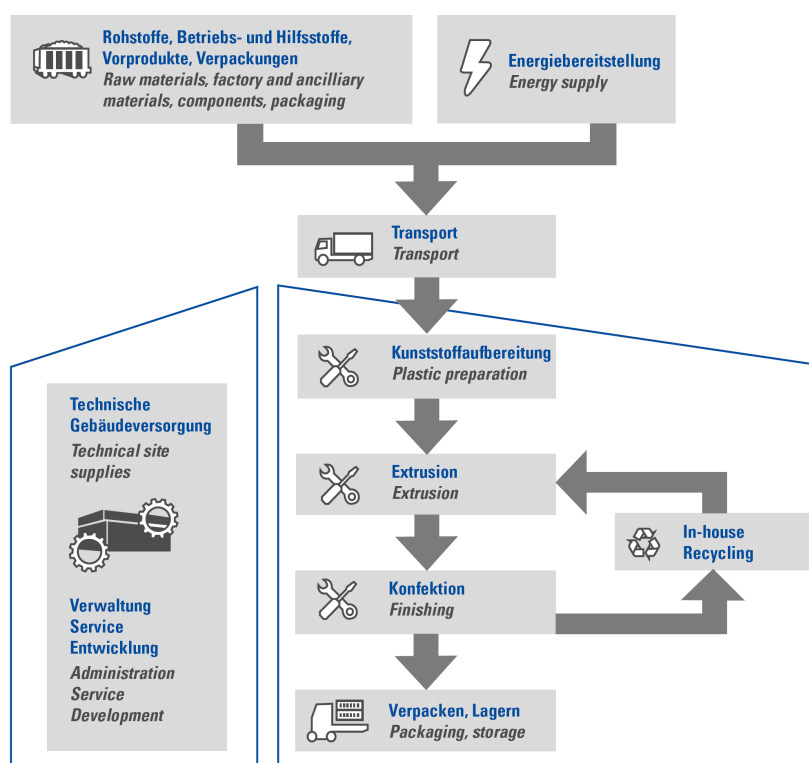 Rohstoffe, Betriebs- und Hilfsstoffe,
Vorprodukte, Verpackungen
Raw materials, factory and ancilliary
materials, components, packaging
Energiebereitstellung
Energy supply
Transport
Transport
Kunststoffaufbereitung
Plastic preparation
Technische
Gebäudeversorgung
Technical site
supplies
Extrusion
Extrusion
In-house
Recycling
Konfektion
Finishing
Verwaltung
Service
Entwicklung
Administration
Service
Development
Verpacken, Lagern
Packaging, storage